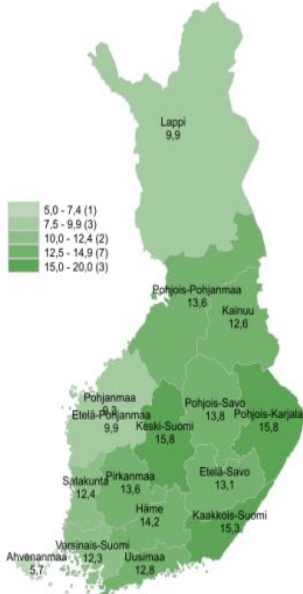 Lappi
9,9
5,0 - 7,4 (1)
7,5 - 9,9 (3)
10,0 - 12,4 (2)
12,5 - 14,9 (7)
15,0 - 20,0 (3)
Pohjois-Pohjanmaa
13,6
Kainuu
12,6
Pohjanmaa
Etelä-Pohjanmaa
9,9
Keski-Suomi
15,8
Pohjois-Savo
13,8
Pohjois-Karjala
15,8
Satakunta
12,4
Pirkanmaa
13,6
Etelä-Savo
13,1
Häme
14,2
Kaakkois-Suomi
15,3
Ahvenanmaa
5,7
Varsinais-Suomi
12,3
Uusimaa
12,8